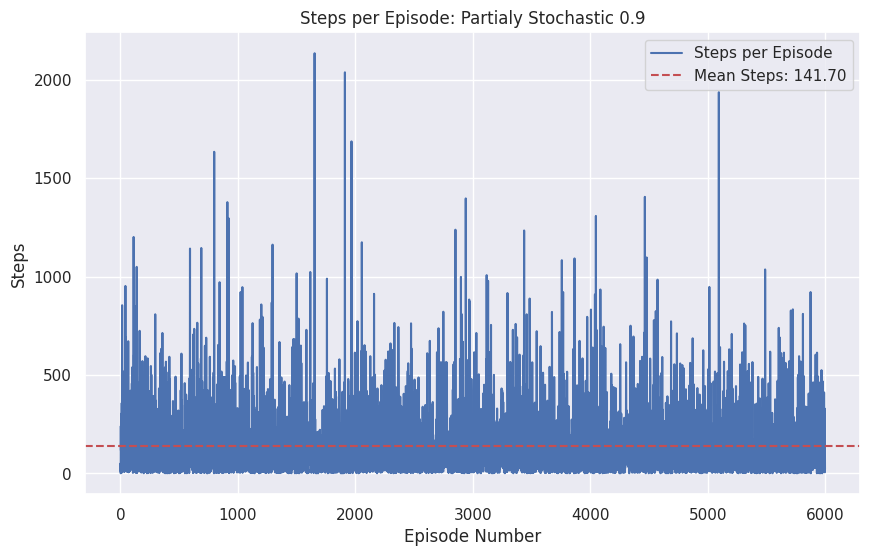 Steps per Episode: Partialy Stochastic 0.9
Steps per Episode
Mean Steps: 141.70
Steps
2000
1500
1000
500
0
0 1000 2000 3000 4000 5000 6000
Episode Number